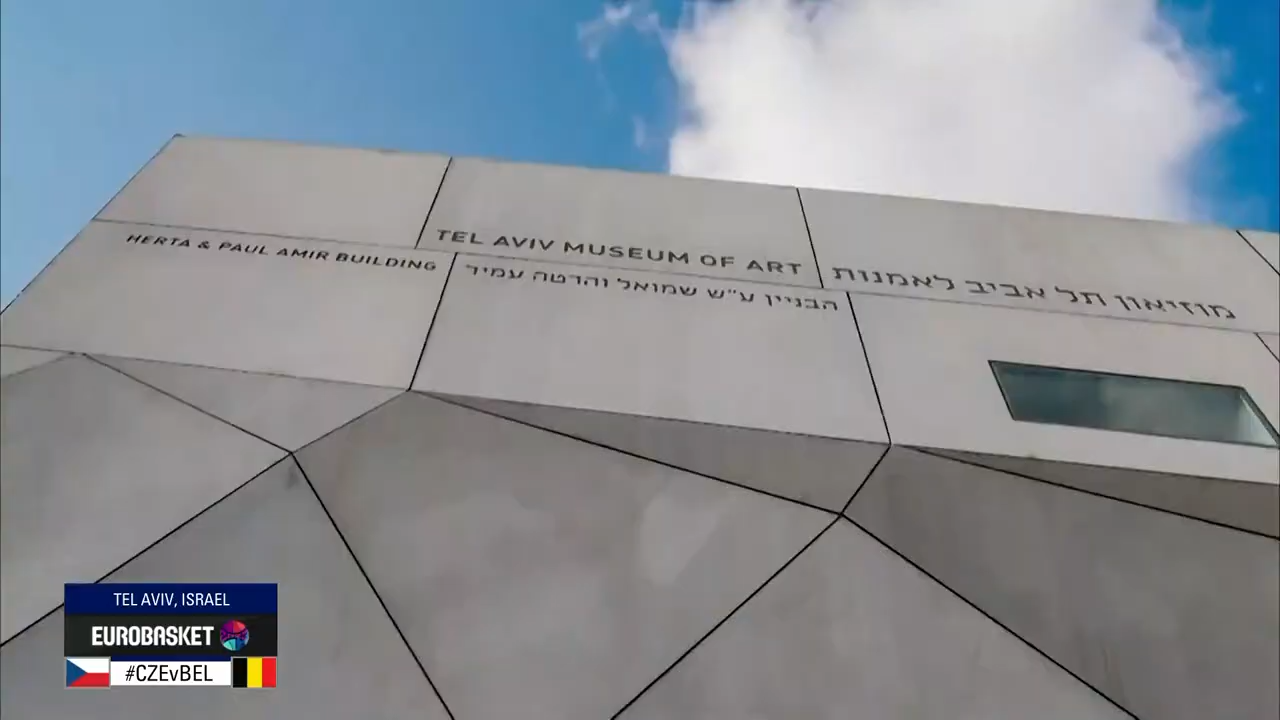 HERTA & PAUL AMIR BUILDING
TEL AVIV MUSEUM OF ART
מוזיאון תל אביב לאמנות
הבניין ע"ש שמואל והרטה עמיר
TEL AVIV, ISRAEL
EUROBASKET
#CZEvBEL